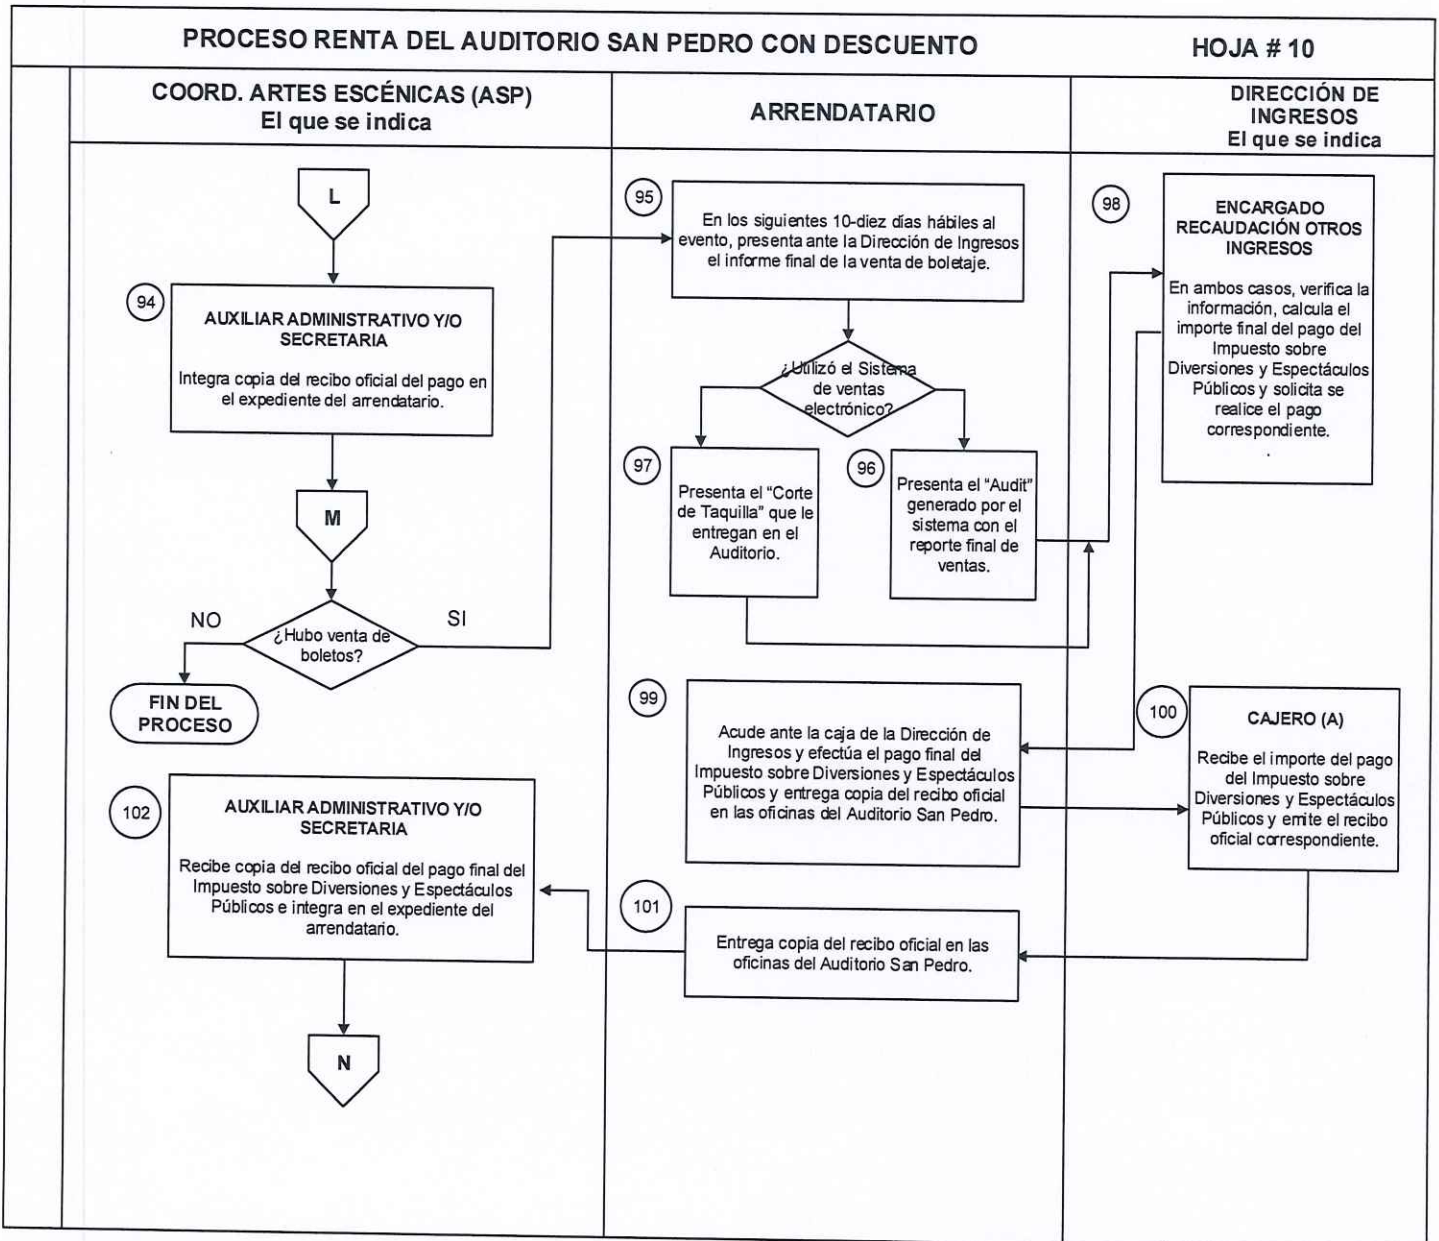 PROCESO RENTA DEL AUDITORIO SAN PEDRO CON DESCUENTO
HOJA # 10
COORD. ARTES ESCÉNICAS (ASP)
El que se indica
ARRENDATARIO
DIRECCIÓN DE
INGRESOS
El que se indica
L
94
AUXILIAR ADMINISTRATIVO Y/O
SECRETARIA
Integra copia del recibo oficial del pago en
el expediente del arrendatario.
M
¿Hubo venta de
boletos?
NO
SI
FIN DEL
PROCESO
95
En los siguientes 10-diez días hábiles al
evento, presenta ante la Dirección de Ingresos
el informe final de la venta de boletaje.
¿Utilizó el Sistema
de ventas
electrónico?
97
Presenta el “Corte
de Taquilla” que le
entregan en el
Auditorio.
96
Presenta el “Audit”
generado por el
sistema con el
reporte final de
ventas.
98
ENCARGADO
RECAUDACIÓN OTROS
INGRESOS
En ambos casos, verifica la
información, calcula el
importe final del pago del
Impuesto sobre
Diversiones y Espectáculos
Públicos y solicita se
realice el pago
correspondiente.
.
99
Acude ante la caja de la Dirección de
Ingresos y efectúa el pago final del
Impuesto sobre Diversiones y Espectáculos
Públicos y entrega copia del recibo oficial
en las oficinas del Auditorio San Pedro.
100
CAJERO (A)
Recibe el importe del pago
del Impuesto sobre
Diversiones y Espectáculos
Públicos y emite el recibo
oficial correspondiente.
101
Entrega copia del recibo oficial en las
oficinas del Auditorio San Pedro.
102
AUXILIAR ADMINISTRATIVO Y/O
SECRETARIA
Recibe copia del recibo oficial del pago final del
Impuesto sobre Diversiones y Espectáculos
Públicos e integra en el expediente del
arrendatario.
N